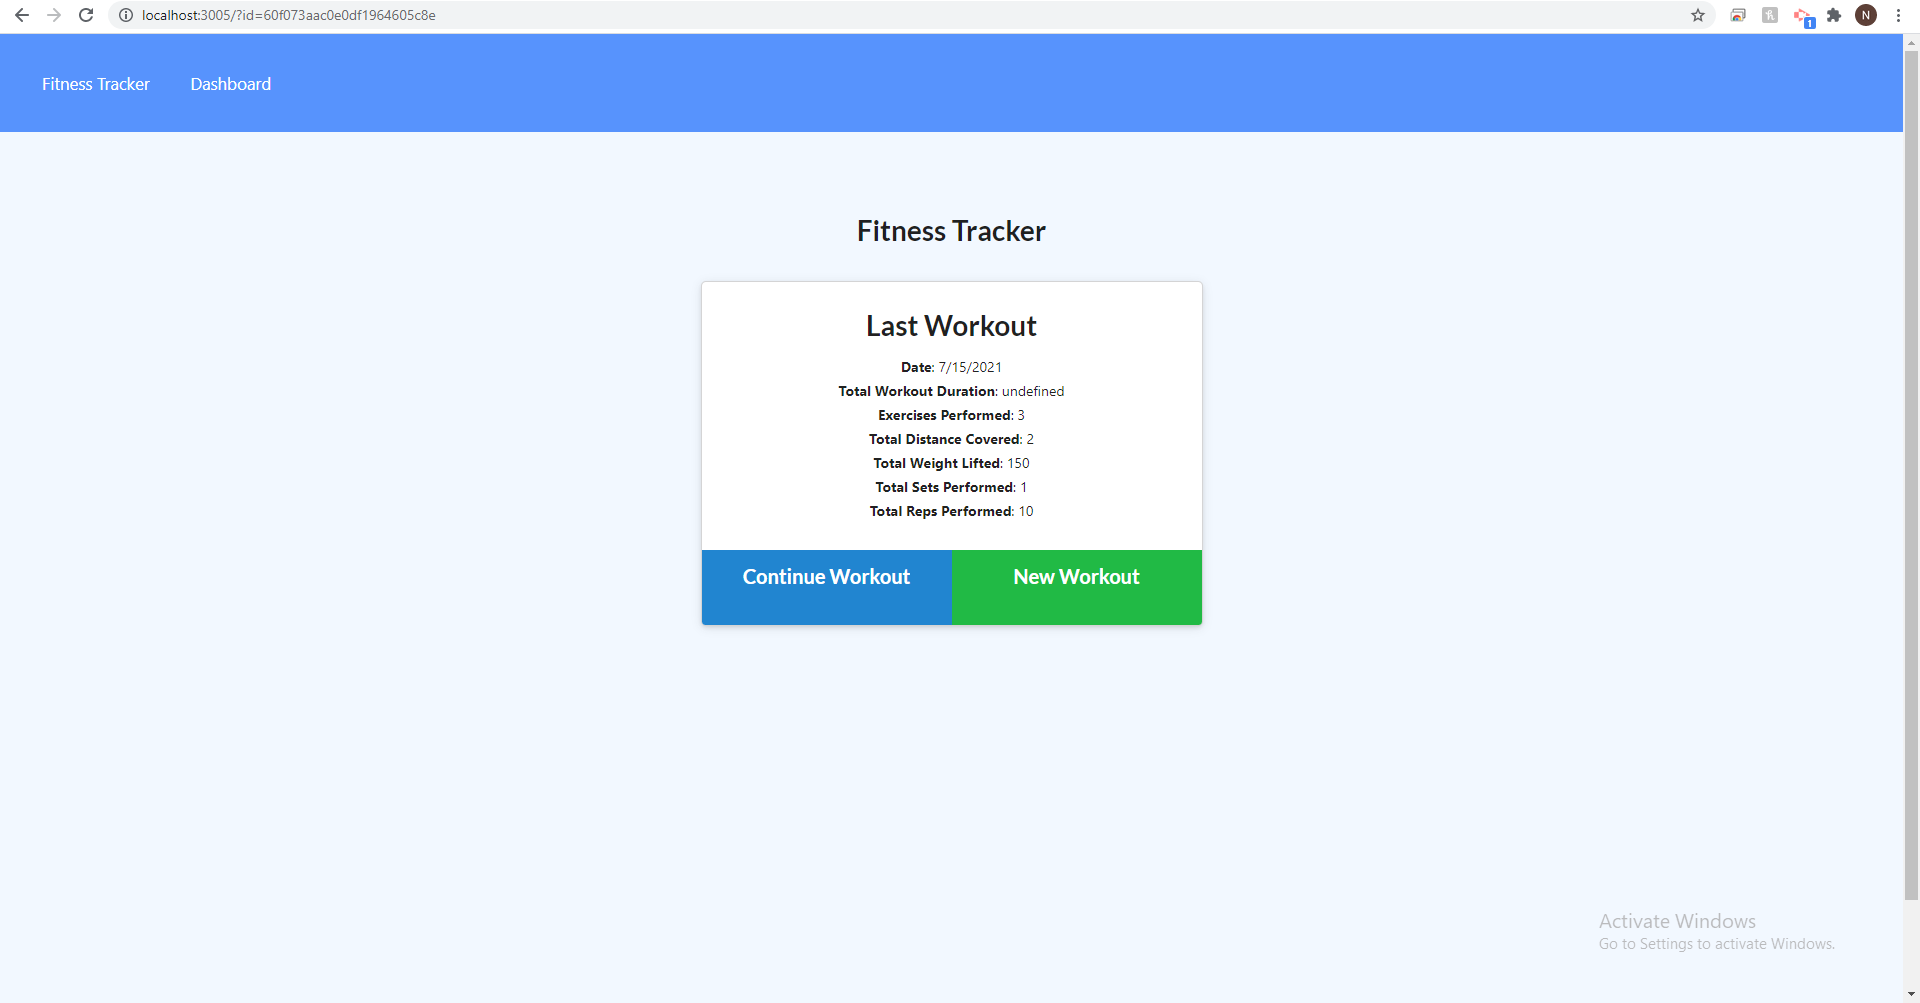 localhost:3005/?id=60f073aac0e0df1964605c8e
1
N
Fitness Tracker
Dashboard
Fitness Tracker
Last Workout
Date: 7/15/2021
Total Workout Duration: undefined
Exercises Performed: 3
Total Distance Covered: 2
Total Weight Lifted: 150
Total Sets Performed: 1
Total Reps Performed: 10
Continue Workout
New Workout
Activate Windows
Go to Settings to activate Windows.